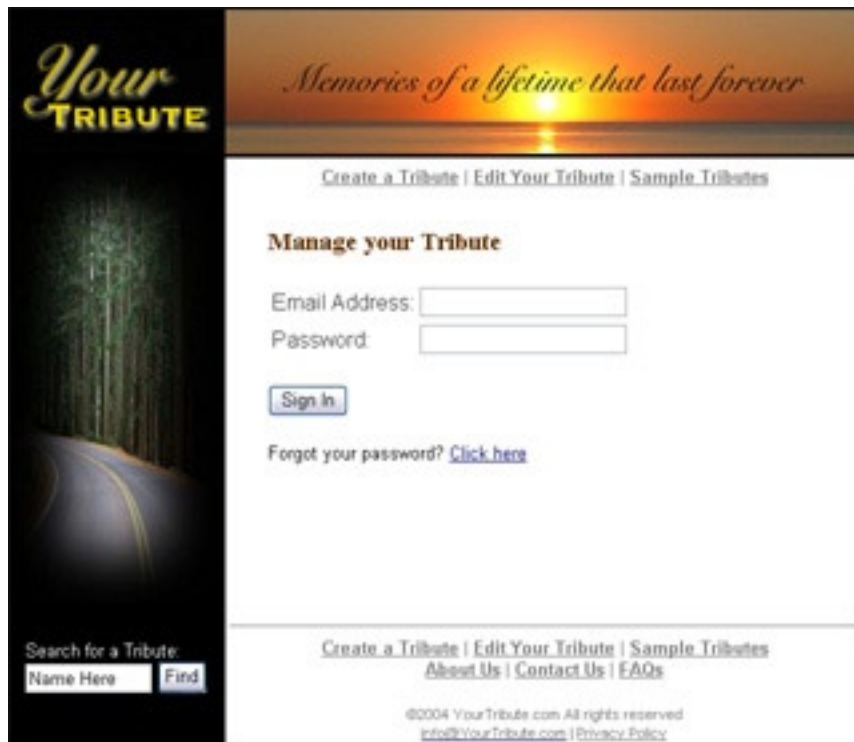 Your
TRIBUTE
Memories of a lifetime that last forever
Create a Tribute | Edit Your Tribute | Sample Tributes
Manage your Tribute
Email Address:
Password:
Sign In
Forgot your password? Click here
Search for a Tribute:
Name Here Find
Create a Tribute | Edit Your Tribute | Sample Tributes
About Us | Contact Us | FAQs
©2004 YourTribute.com All rights reserved
info@YourTribute.com | Privacy Policy